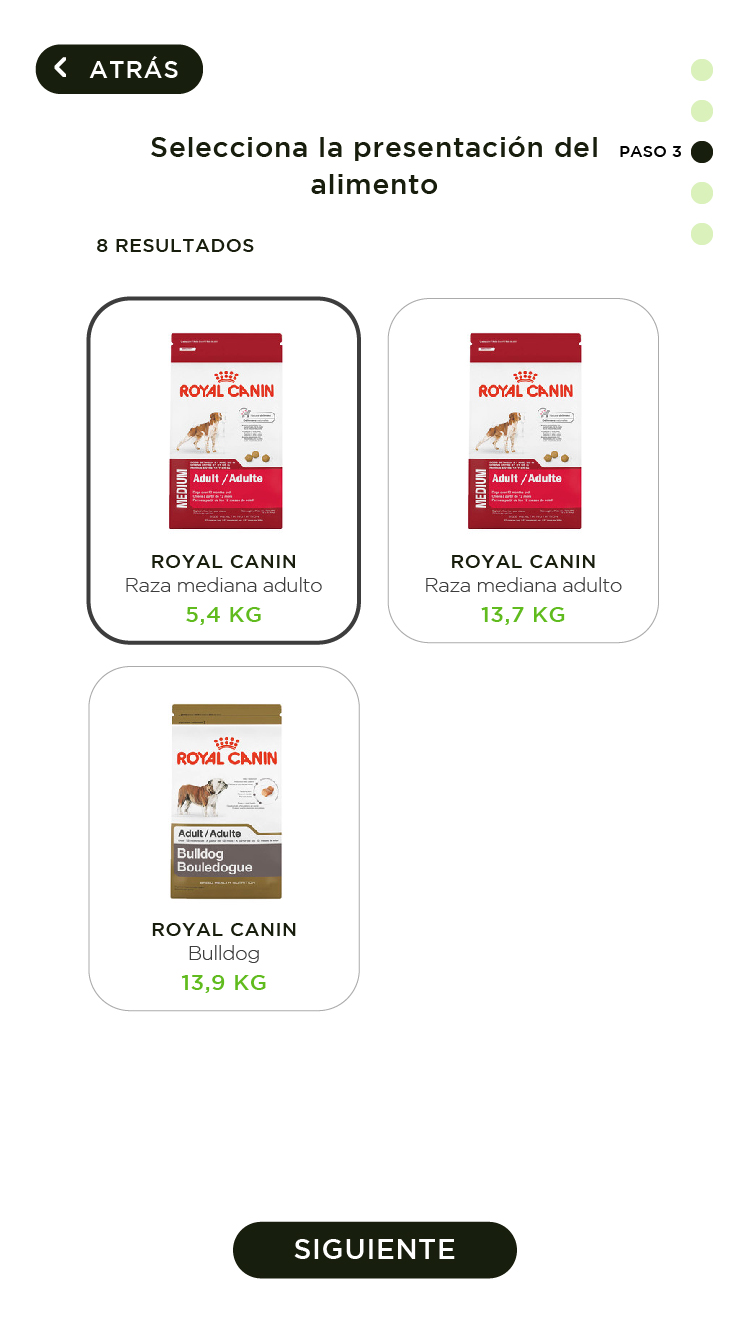 ATRÁS
Selecciona la presentación del
alimento
PASO 3
8 RESULTADOS
ROYAL CANIN
MEDIUM
Adult / Adulte
ROYAL CANIN
Raza mediana adulto
5,4 KG
ROYAL CANIN
MEDIUM
Adult / Adulte
ROYAL CANIN
Raza mediana adulto
13,7 KG
ROYAL CANIN
Adult / Adulte
Bulldog
Bouledogue
ROYAL CANIN
Bulldog
13,9 KG
SIGUIENTE